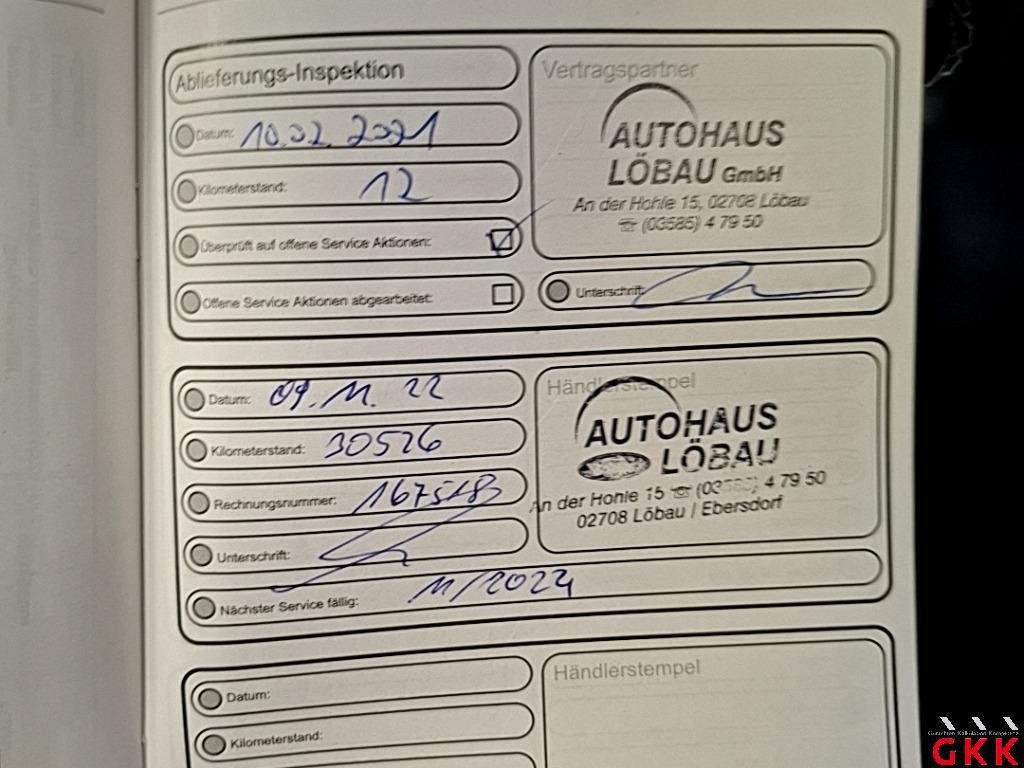 Ablieferungs-Inspektion
Datum: 10.02.2021
Kilometerstand: 12
Überprüft auf offene Service Aktionen:
Offene Service Aktionen abgearbeitet:
Vertragspartner
AUTOHAUS
LÖBAU GmbH
An der Hohle 15, 02708 Löbau
☏ (03585) 4 79 50
Unterschrift:
Datum: 09.11.22
Kilometerstand: 30526
Rechnungsnummer: 1675183
Unterschrift:
Nächster Service fällig: 11/2024
Händlerstempel
AUTOHAUS
LÖBAU
An der Hohle 15 ☏ (03585) 4 79 50
02708 Löbau / Ebersdorf
Datum:
Kilometerstand:
Händlerstempel
GKK